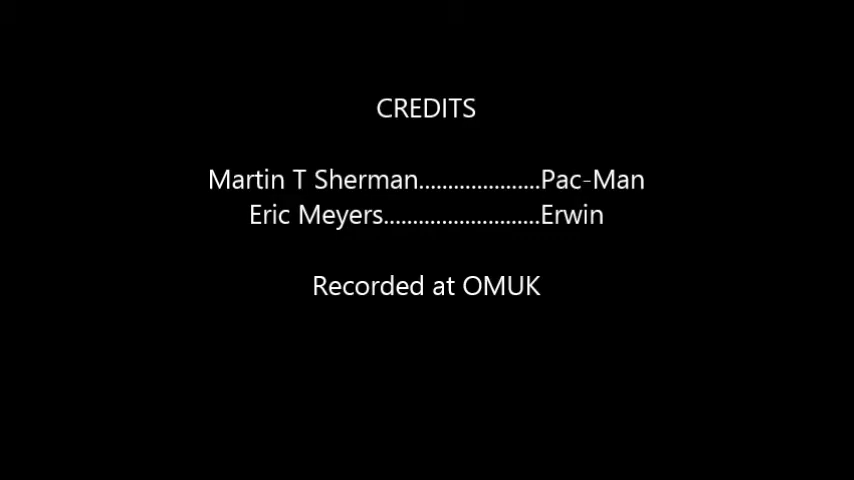 CREDITS
Martin T Sherman.....................Pac-Man
Eric Meyers...........................Erwin
Recorded at OMUK